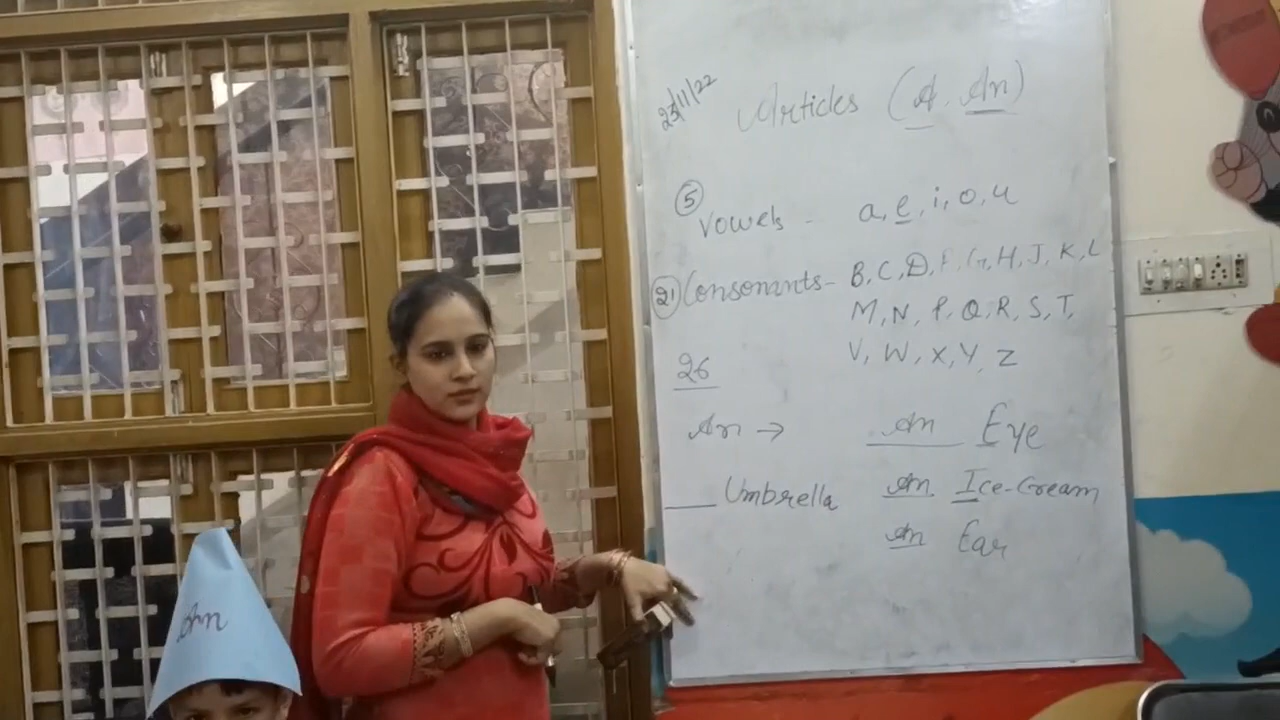 23/11/22
Articles (A, An)
⑤ Vowels - a, e, i, o, u
㉑ Consonants - B, C, D, F, G, H, J, K, L
M, N, P, Q, R, S, T,
V, W, X, Y, Z
26
An → An Eye
___ Umbrella An Ice-Cream
An Ear
An